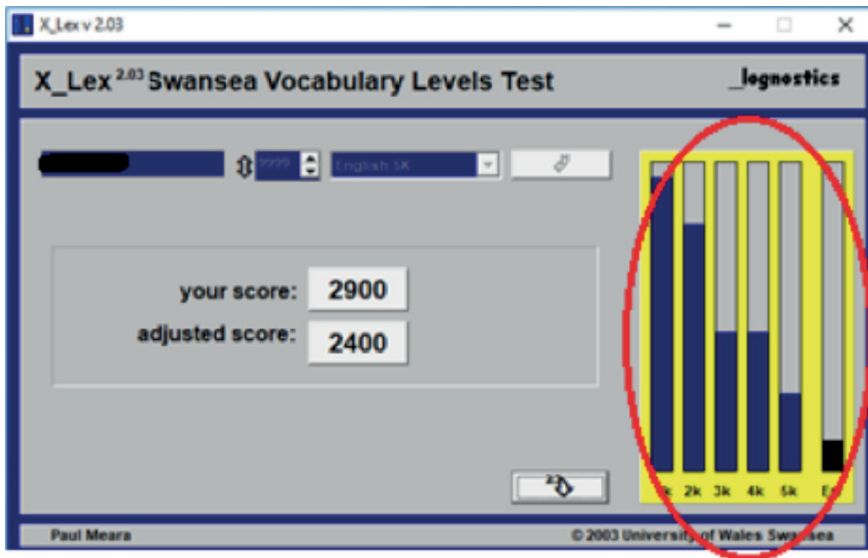 X_Lex v 2.03
X_Lex 2.03 Swansea Vocabulary Levels Test
_lognostics
9999 English 5K
your score: 2900
adjusted score: 2400
2k 3k 4k 5k
Paul Meara
© 2003 University of Wales Swansea